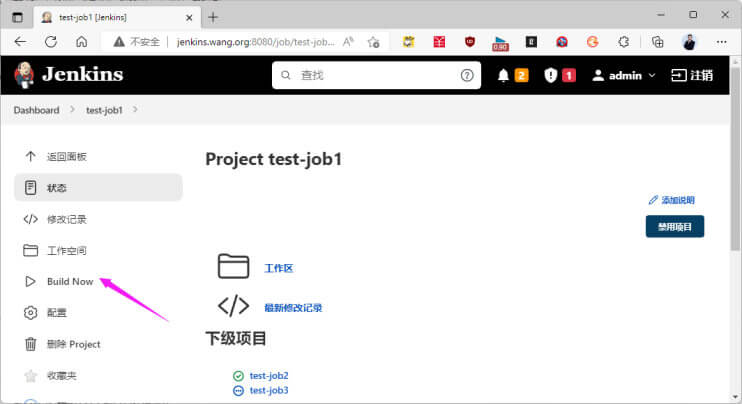 test-job1 [Jenkins]
不安全 jenkins.wang.org:8080/job/test-job...
0.90
Jenkins
查找
2
1
admin
注销
Dashboard
test-job1
返回面板
状态
修改记录
工作空间
Build Now
配置
删除 Project
收藏夹
Project test-job1
添加说明
禁用项目
工作区
最新修改记录
下级项目
test-job2
test-job3